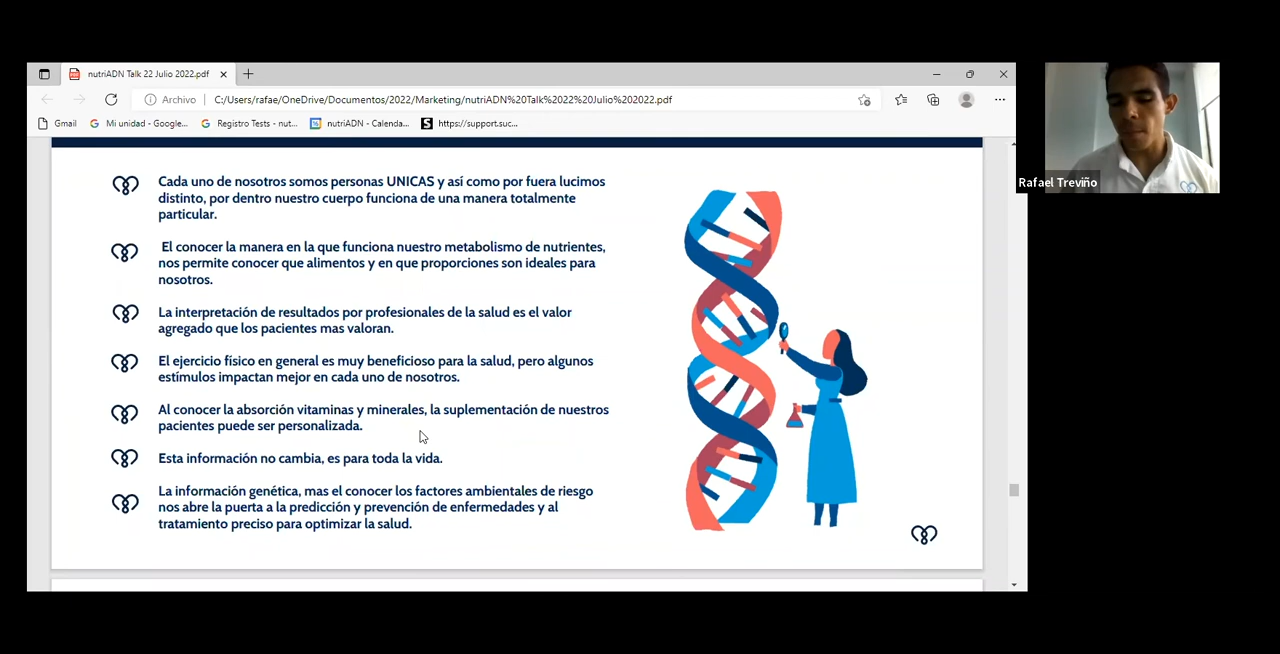 nutriADN Talk 22 Julio 2022.pdf
Archivo
C:/Users/rafae/OneDrive/Documentos/2022/Marketing/nutriADN%20Talk%2022%20Julio%202022.pdf
Gmail
Mi unidad - Google...
Registro Tests - nut...
nutriADN - Calenda...
https://support.suc...
Rafael Treviño
Cada uno de nosotros somos personas UNICAS y así como por fuera lucimos
distinto, por dentro nuestro cuerpo funciona de una manera totalmente
particular.
El conocer la manera en la que funciona nuestro metabolismo de nutrientes,
nos permite conocer que alimentos y en que proporciones son ideales para
nosotros.
La interpretación de resultados por profesionales de la salud es el valor
agregado que los pacientes mas valoran.
El ejercicio físico en general es muy beneficioso para la salud, pero algunos
estímulos impactan mejor en cada uno de nosotros.
Al conocer la absorción vitaminas y minerales, la suplementación de nuestros
pacientes puede ser personalizada.
Esta información no cambia, es para toda la vida.
La información genética, mas el conocer los factores ambientales de riesgo
nos abre la puerta a la predicción y prevención de enfermedades y al
tratamiento preciso para optimizar la salud.